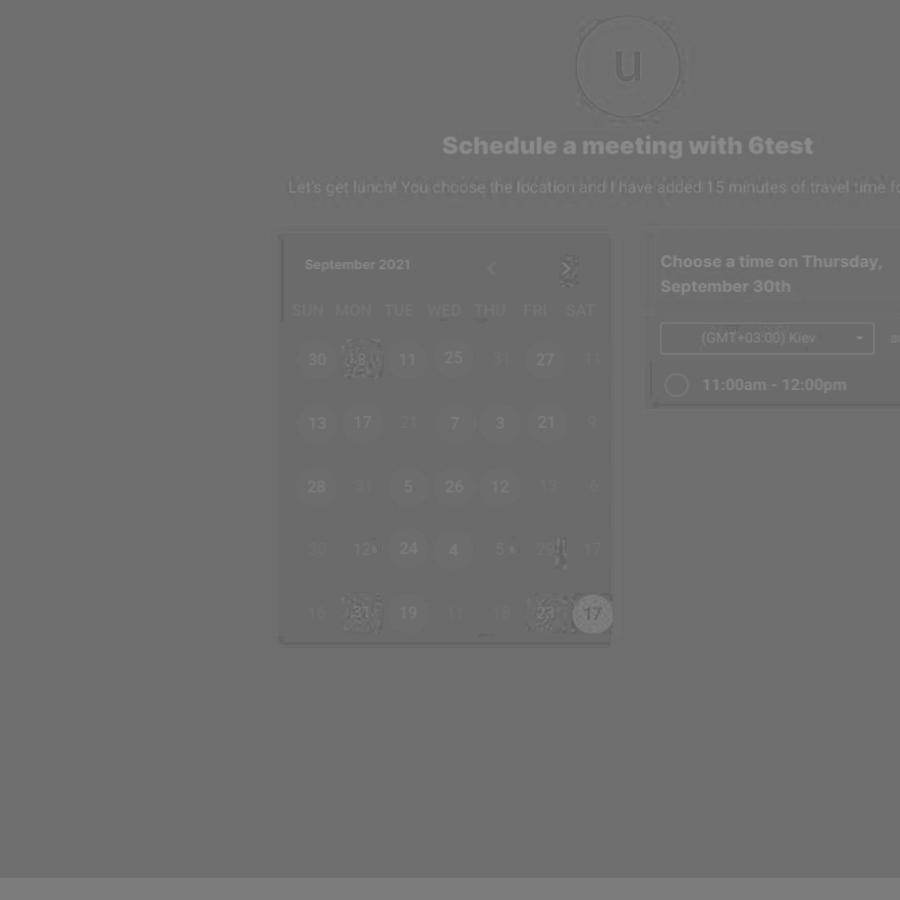 u
Schedule a meeting with 6test
Let's get lunch! You choose the location and I have added 15 minutes of travel time
September 2021
SUN MON TUE WED THU FRI SAT
30 8 11 25 31 27 11
13 17 21 7 3 21 9
28 31 5 26 12 13 6
30 12 24 4 5 29 17
16 31 19 11 18 23 17
Choose a time on Thursday,
September 30th
(GMT+03:00) Kiev
11:00am - 12:00pm